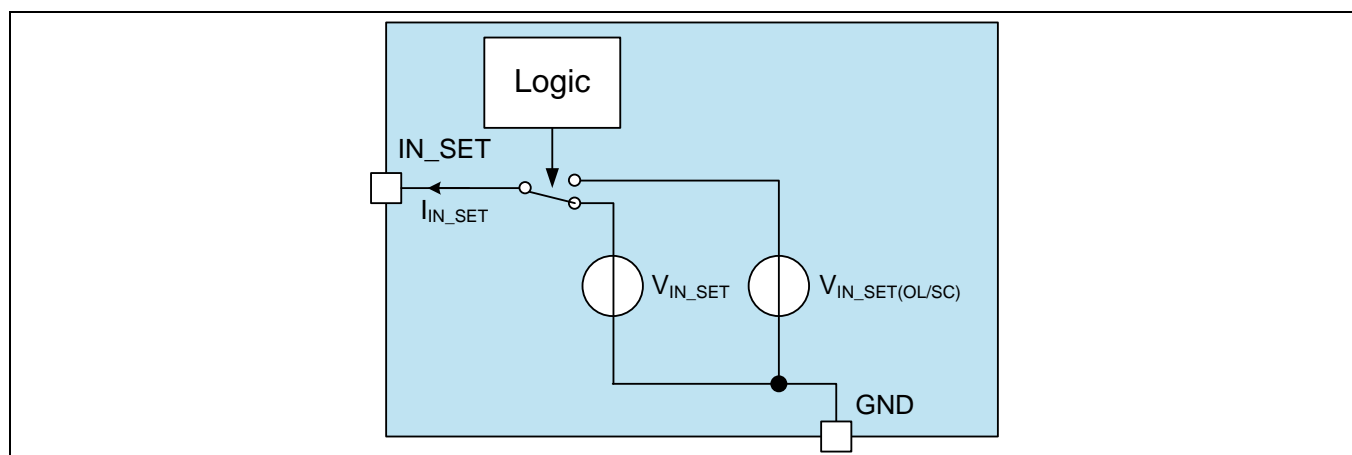 Logic
IN_SET
I_IN_SET
V_IN_SET
V_IN_SET(OL/SC)
GND